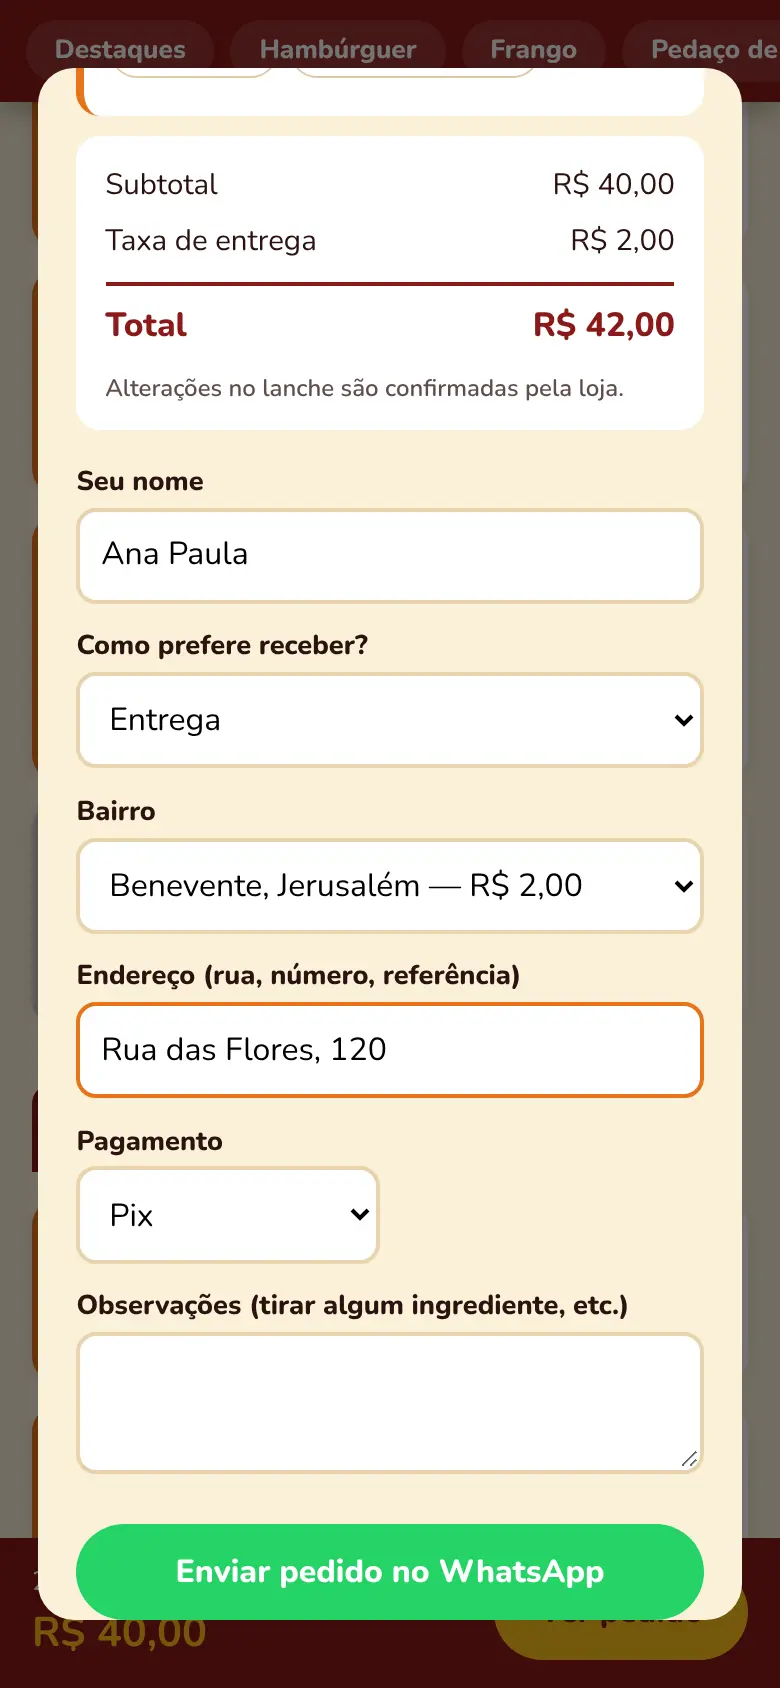 Destaques Hambúrguer Frango Pedaço de
Subtotal R$ 40,00
Taxa de entrega R$ 2,00
Total R$ 42,00
Alterações no lanche são confirmadas pela loja.
Seu nome
Ana Paula
Como prefere receber?
Entrega
Bairro
Benevente, Jerusalém — R$ 2,00
Endereço (rua, número, referência)
Rua das Flores, 120
Pagamento
Pix
Observações (tirar algum ingrediente, etc.)
Enviar pedido no WhatsApp
R$ 40,00 Ver pedido